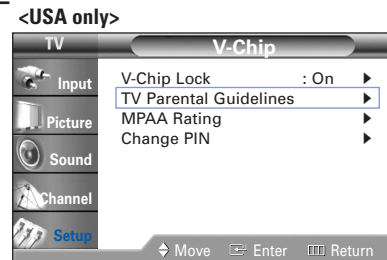 <USA only>
TV
V-Chip
Input
Picture
Sound
Channel
Setup
V-Chip Lock : On
TV Parental Guidelines
MPAA Rating
Change PIN
Move Enter Return